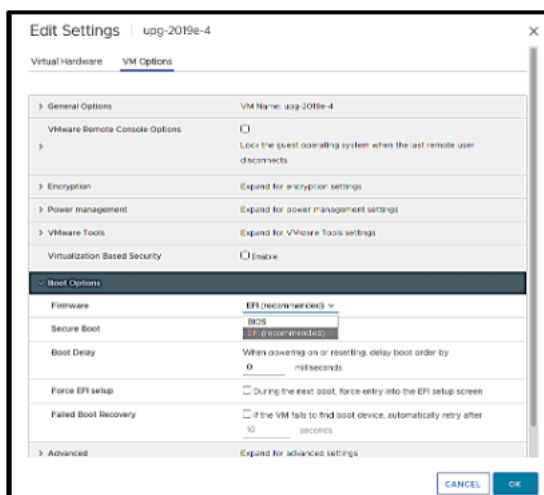 Edit Settings upg-2019e-4
Virtual Hardware VM Options
General Options VM Name: upg-2019e-4
VMware Remote Console Options
Lock the guest operating system when the last remote user
disconnects
Encryption Expand for encryption settings
Power management Expand for power management settings
VMware Tools Expand for VMware Tools settings
Virtualization Based Security Enable
Boot Options
Firmware EFI (recommended)
BIOS
EFI (recommended)
Secure Boot
Boot Delay When powering on or resetting, delay boot order by
0 milliseconds
Force EFI setup During the next boot, force entry into the EFI setup screen
Failed Boot Recovery If the VM fails to find boot device, automatically retry after
10 seconds
Advanced Expand for advanced settings
CANCEL OK